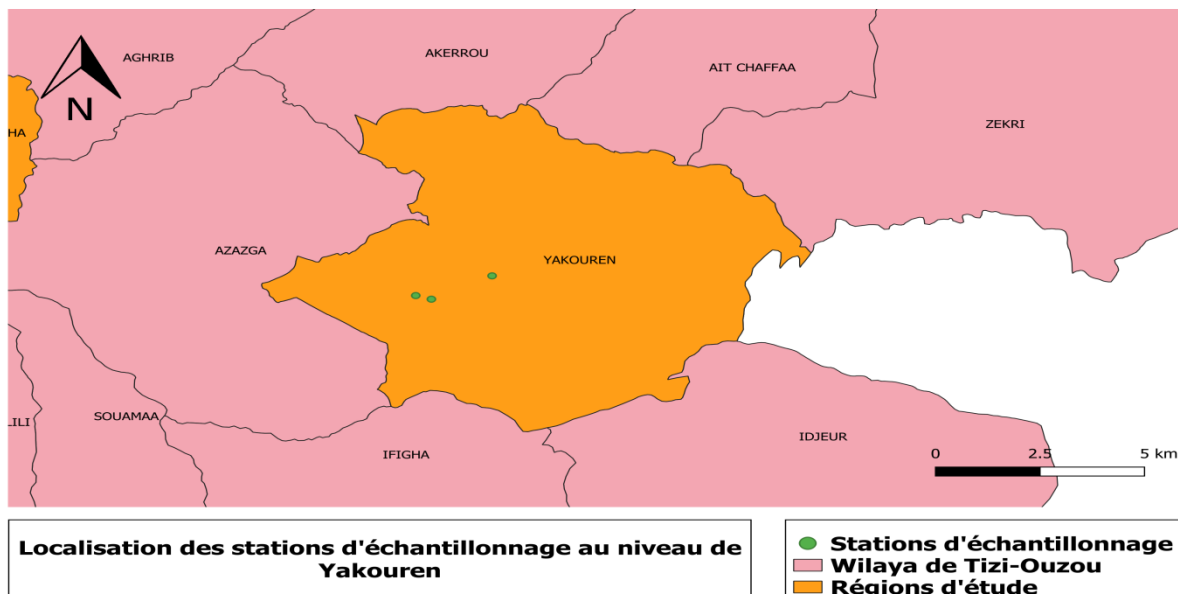 AGHRIB
AKERROU
AIT CHAFFAA
N
HA
ZEKRI
AZAZGA
YAKOUREN
SOUAMAA
LILI
IFIGHA
IDJEUR
0 2.5 5 km
Localisation des stations d'échantillonnage au niveau de
Yakouren
Stations d'échantillonnage
Wilaya de Tizi-Ouzou
Régions d'étude